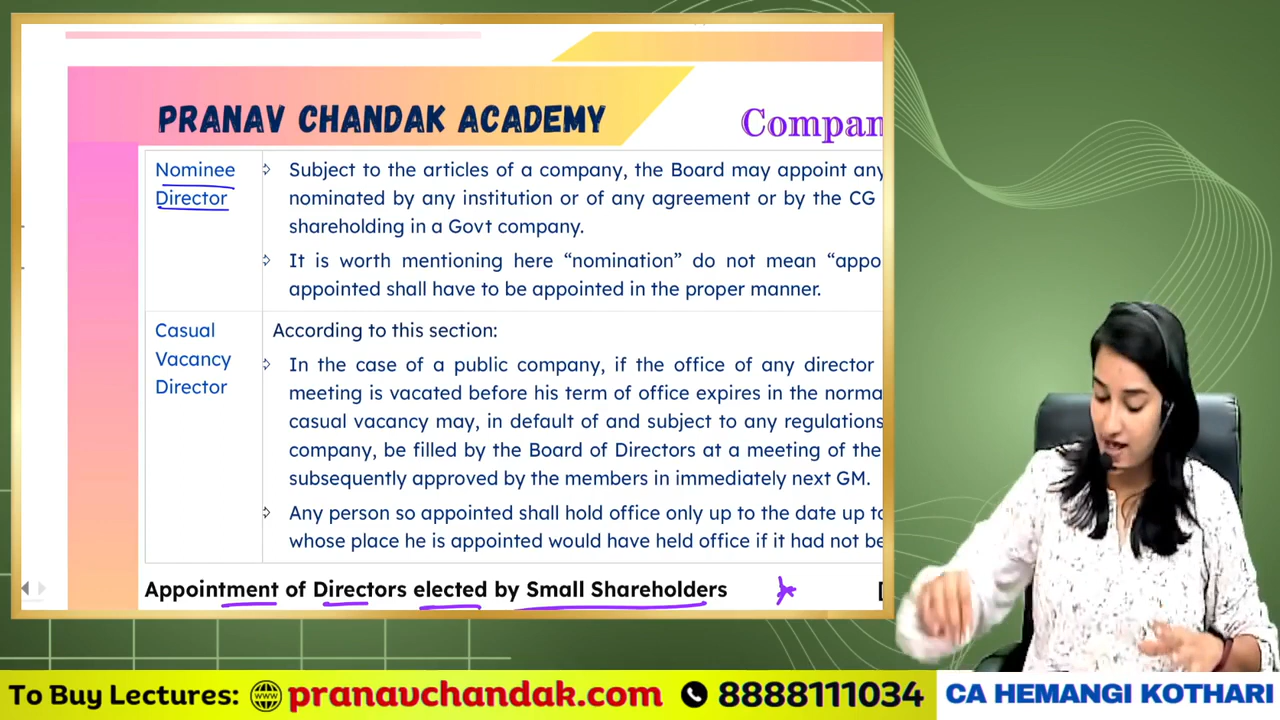 PRANAV CHANDAK ACADEMY
Compan
Nominee
Director
Subject to the articles of a company, the Board may appoint any
nominated by any institution or of any agreement or by the CG
shareholding in a Govt company.
It is worth mentioning here “nomination” do not mean “appo
appointed shall have to be appointed in the proper manner.
Casual
Vacancy
Director
According to this section:
In the case of a public company, if the office of any director
meeting is vacated before his term of office expires in the norma
casual vacancy may, in default of and subject to any regulations
company, be filled by the Board of Directors at a meeting of the
subsequently approved by the members in immediately next GM.
Any person so appointed shall hold office only up to the date up to
whose place he is appointed would have held office if it had not be
Appointment of Directors elected by Small Shareholders [
To Buy Lectures: pranavchandak.com 8888111034 CA HEMANGI KOTHARI